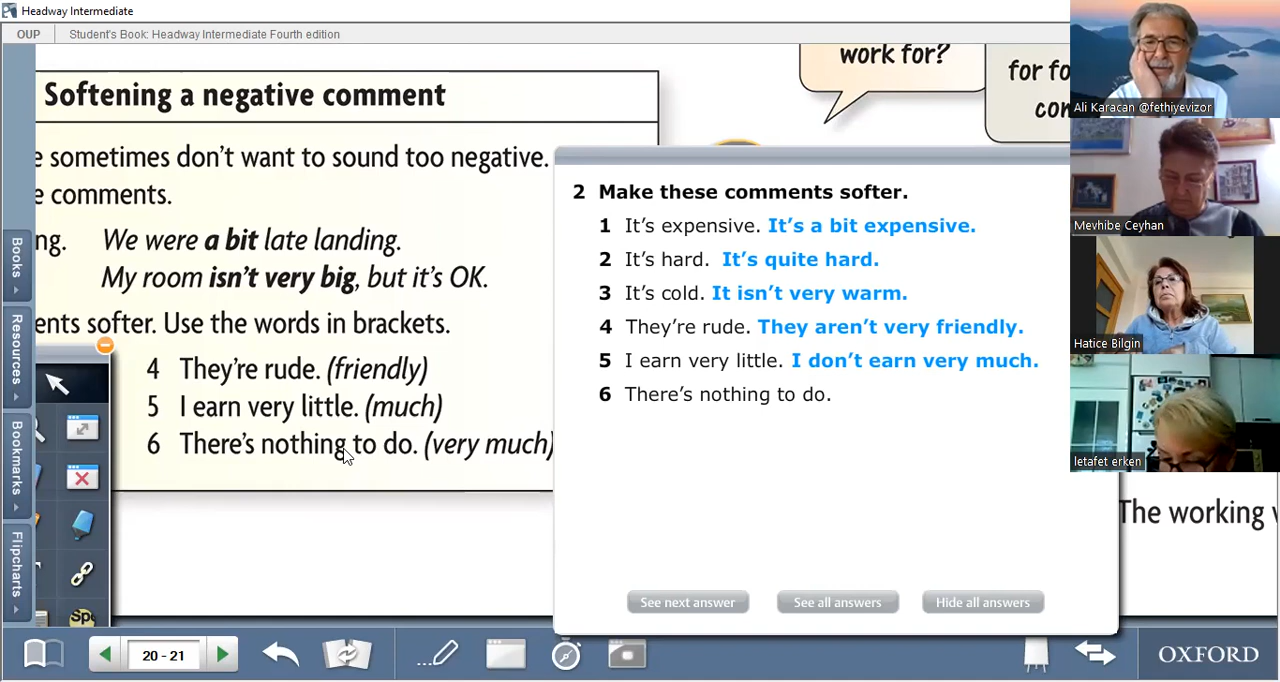 Headway Intermediate
OUP
Student's Book: Headway Intermediate Fourth edition
Softening a negative comment
sometimes don't want to sound too negative.
comments.
We were a bit late landing.
My room isn't very big, but it's OK.
softer. Use the words in brackets.
4 They're rude. (friendly)
5 I earn very little. (much)
6 There's nothing to do. (very much)
work for?
for
2 Make these comments softer.
1 It's expensive. It's a bit expensive.
2 It's hard. It's quite hard.
3 It's cold. It isn't very warm.
4 They're rude. They aren't very friendly.
5 I earn very little. I don't earn very much.
6 There's nothing to do.
See next answer
See all answers
Hide all answers
The working
Books
Resources
Bookmarks
Flipcharts
20 - 21
OXFORD
Ali Karacan @fethiyevizor
Mevhibe Ceyhan
Hatice Bilgin
letafet erken